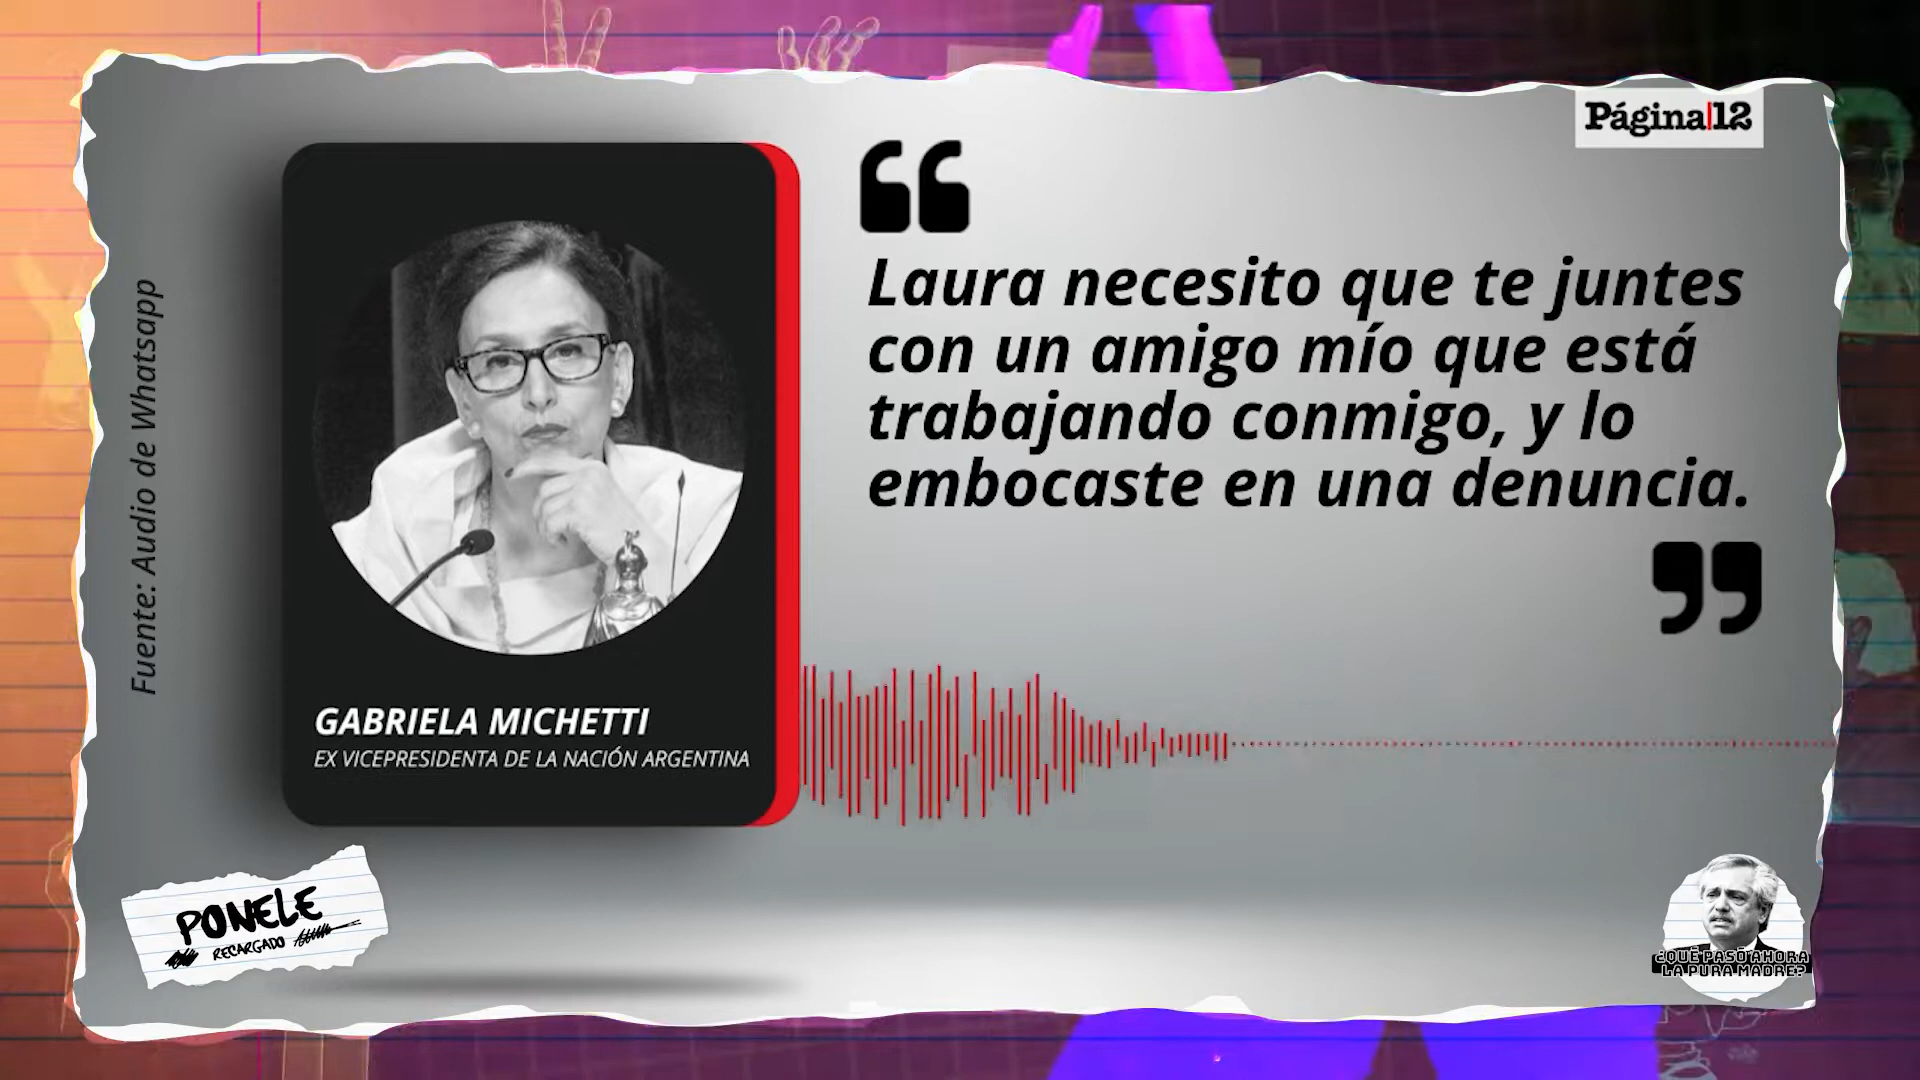 Página|12
Laura necesito que te juntes
con un amigo mío que está
trabajando conmigo, y lo
embocaste en una denuncia.
Fuente: Audio de Whatsapp
GABRIELA MICHETTI
EX VICEPRESIDENTA DE LA NACIÓN ARGENTINA
PONELE
RECARGADO
¿QUÉ PASÓ AHORA
LA PURA MADRE?